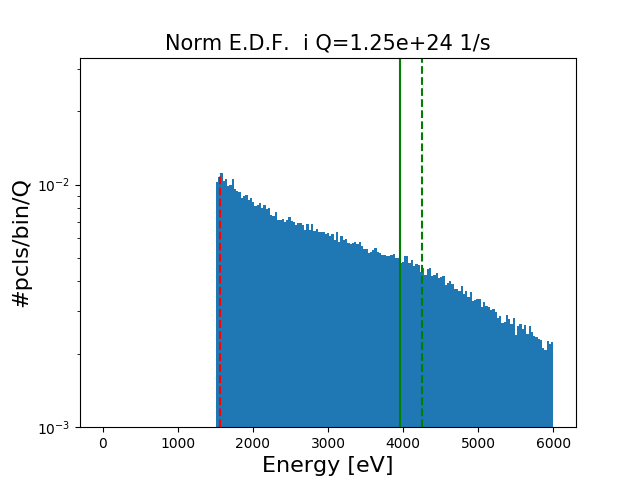 Norm E.D.F.  i Q=1.25e+24 1/s
#pcls/bin/Q
10⁻²
10⁻³
0 1000 2000 3000 4000 5000 6000
Energy [eV]